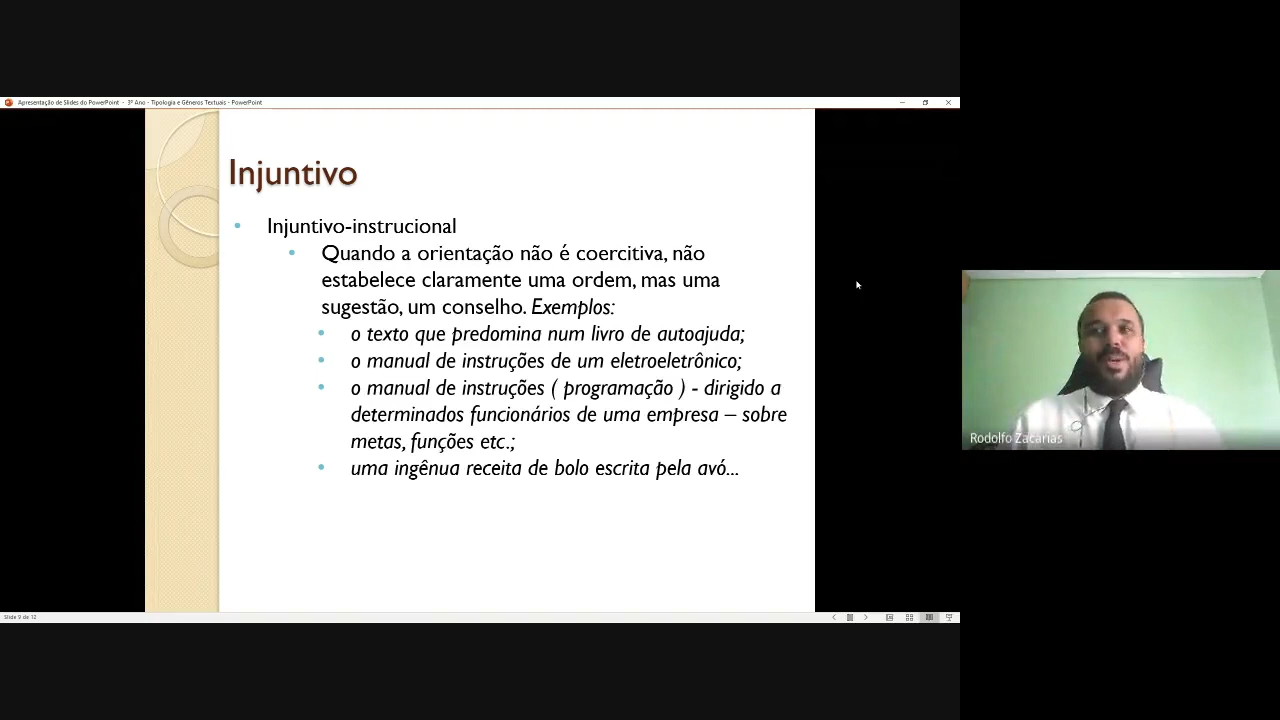 Apresentação de Slides do PowerPoint - 3º Ano - Tipologia e Gêneros Textuais - PowerPoint
Injuntivo
Injuntivo-instrucional
Quando a orientação não é coercitiva, não
estabelece claramente uma ordem, mas uma
sugestão, um conselho. Exemplos:
o texto que predomina num livro de autoajuda;
o manual de instruções de um eletroeletrônico;
o manual de instruções ( programação ) - dirigido a
determinados funcionários de uma empresa – sobre
metas, funções etc.;
uma ingênua receita de bolo escrita pela avó...
Rodolfo Zacarias
Slide 9 de 12